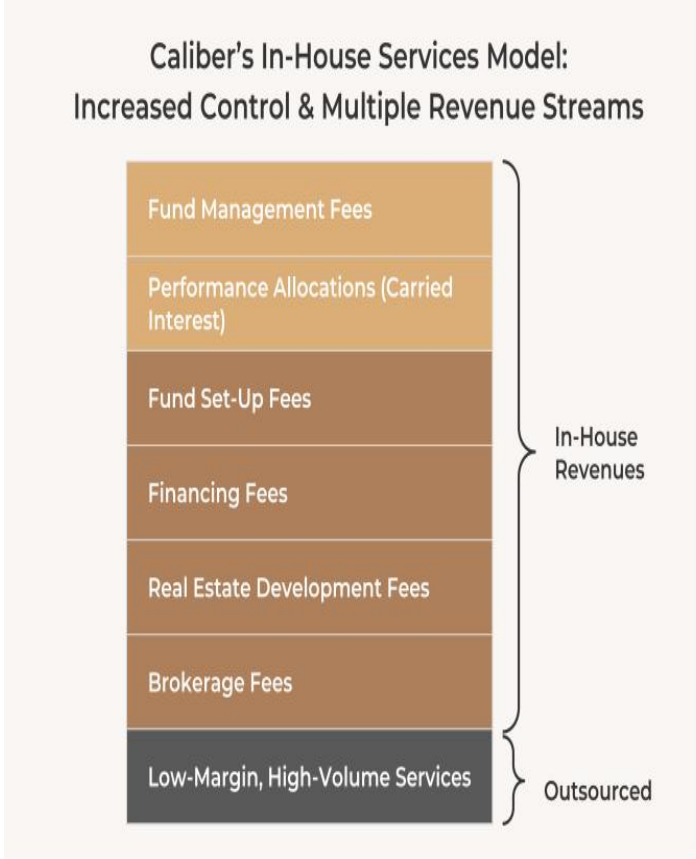 Caliber's In-House Services Model:
Increased Control & Multiple Revenue Streams
Fund Management Fees
Performance Allocations (Carried
Interest)
Fund Set-Up Fees
Financing Fees
Real Estate Development Fees
Brokerage Fees
In-House
Revenues
Low-Margin, High-Volume Services
Outsourced